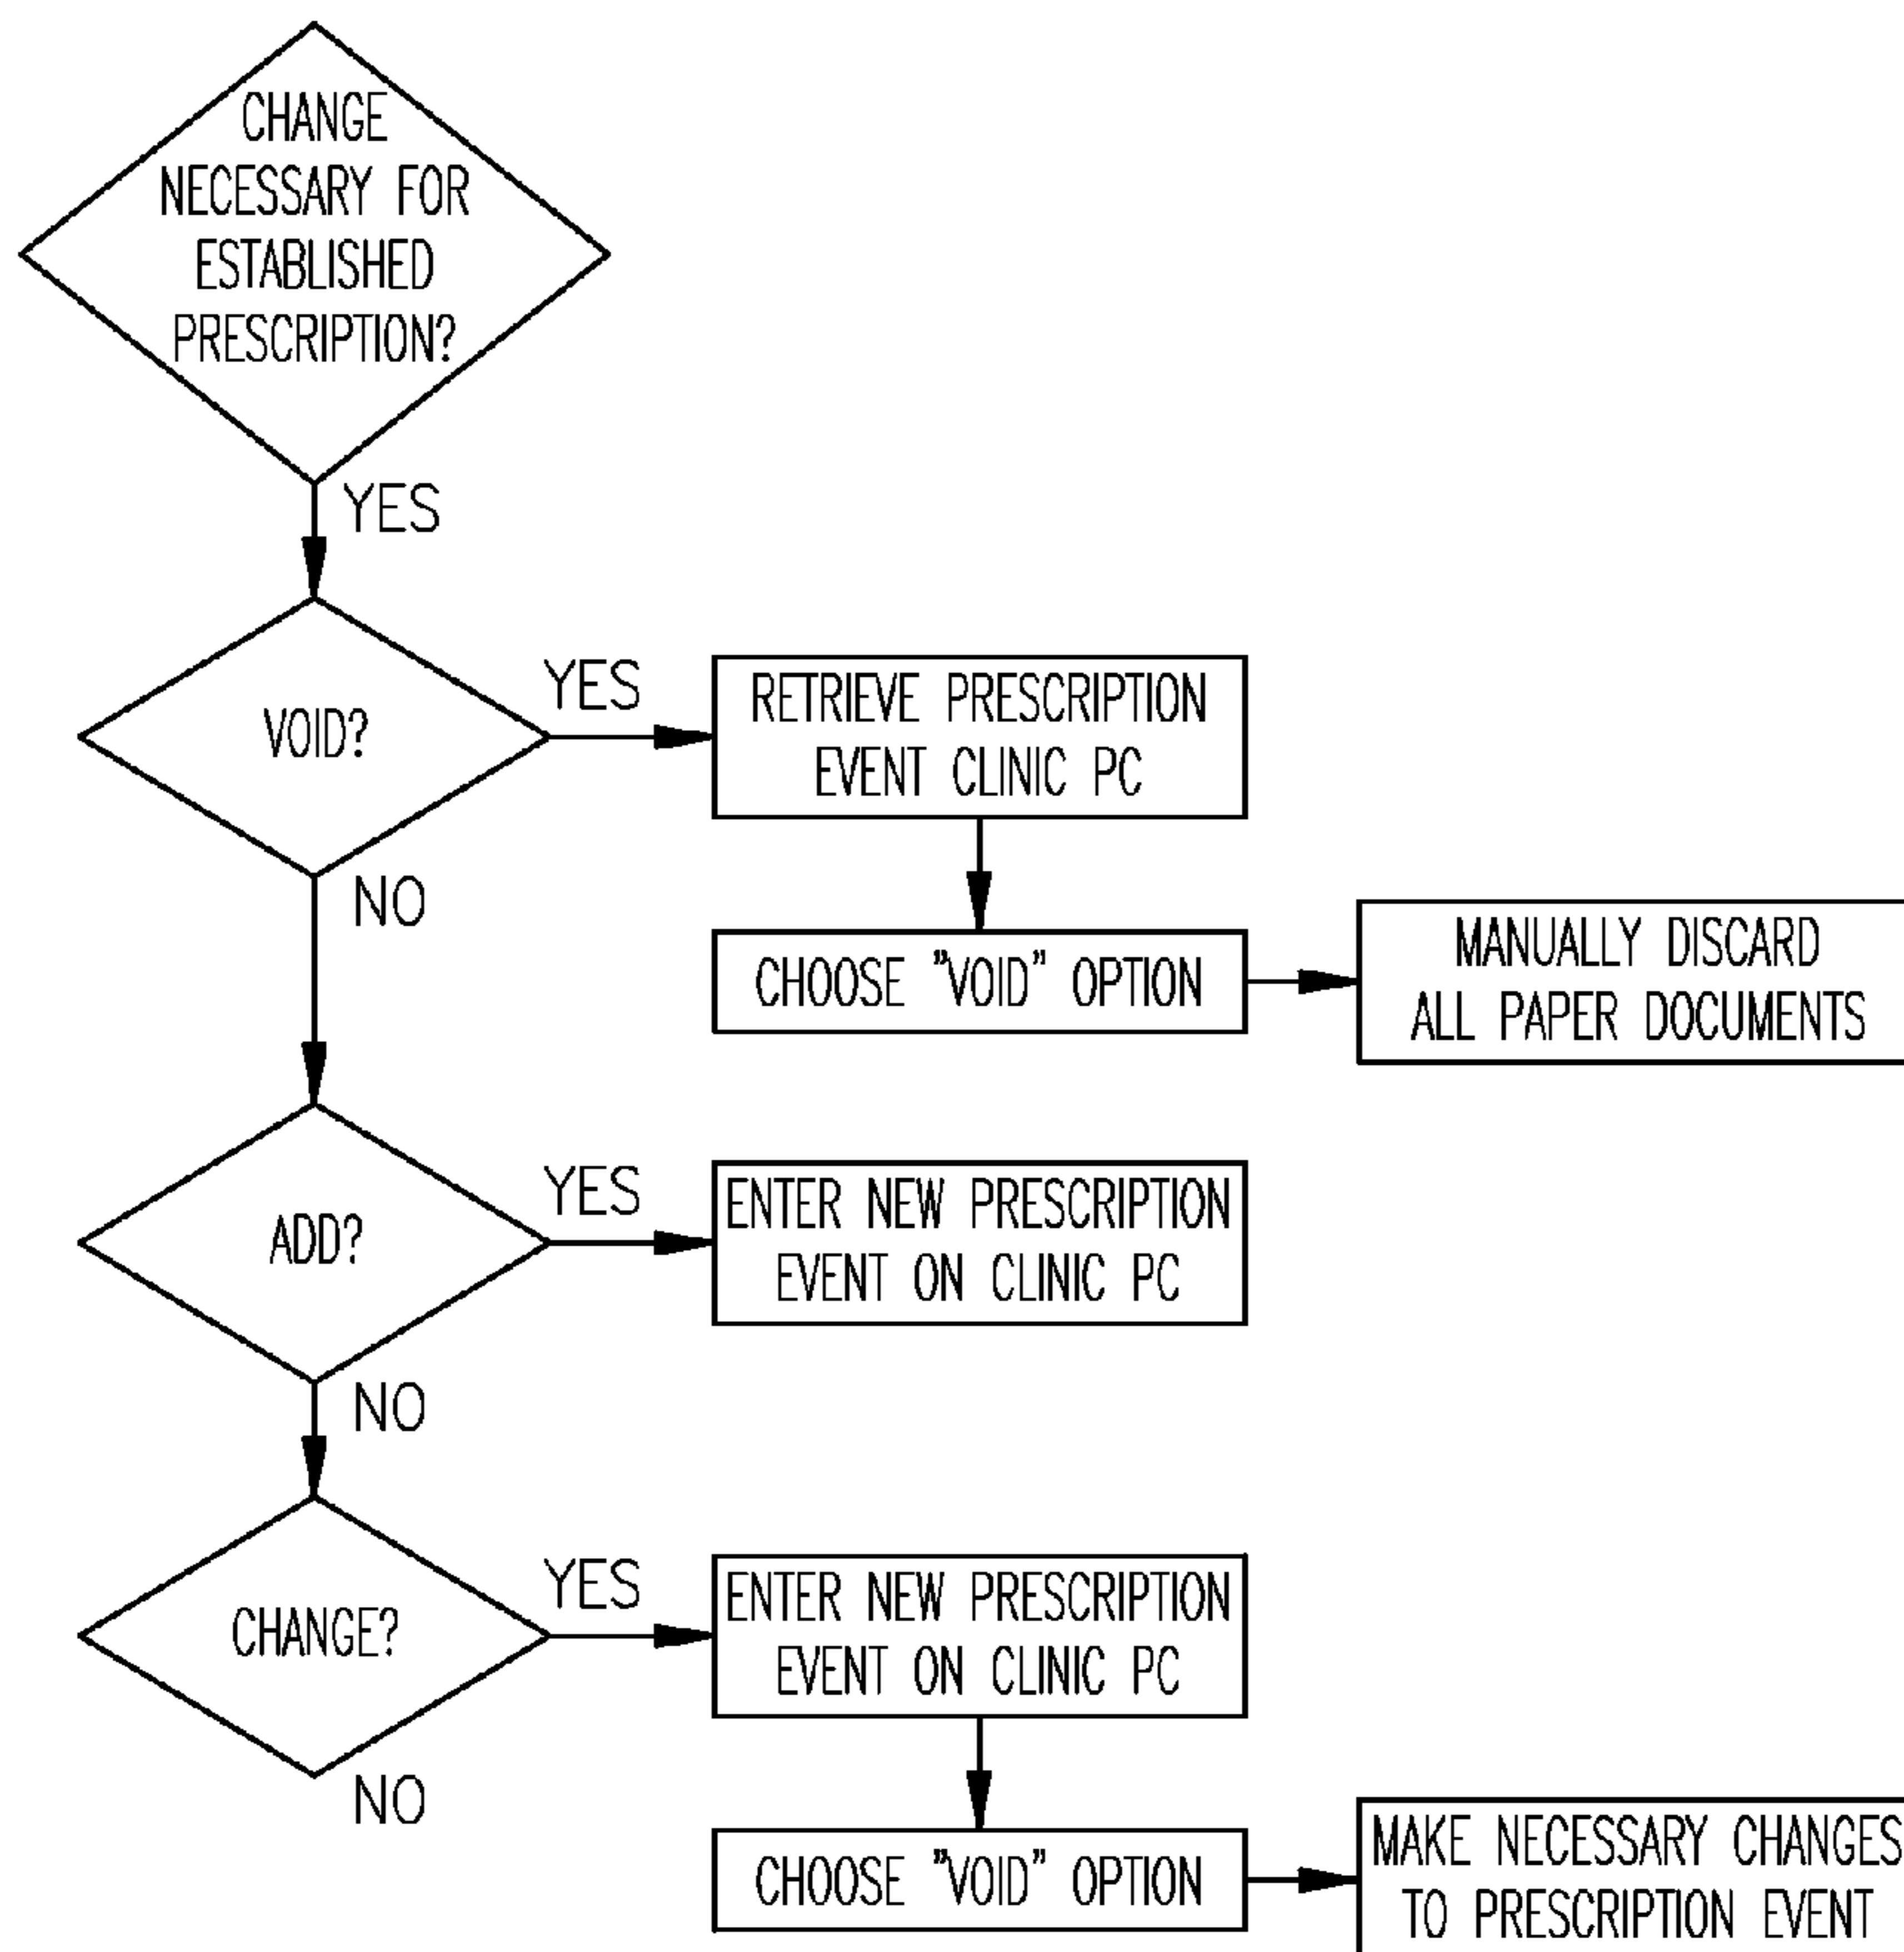 CHANGE
NECESSARY FOR
ESTABLISHED
PRESCRIPTION?
YES
VOID?
YES
RETRIEVE PRESCRIPTION
EVENT CLINIC PC
NO
CHOOSE "VOID" OPTION
MANUALLY DISCARD
ALL PAPER DOCUMENTS
ADD?
YES
ENTER NEW PRESCRIPTION
EVENT ON CLINIC PC
NO
CHANGE?
YES
ENTER NEW PRESCRIPTION
EVENT ON CLINIC PC
NO
CHOOSE "VOID" OPTION
MAKE NECESSARY CHANGES
TO PRESCRIPTION EVENT